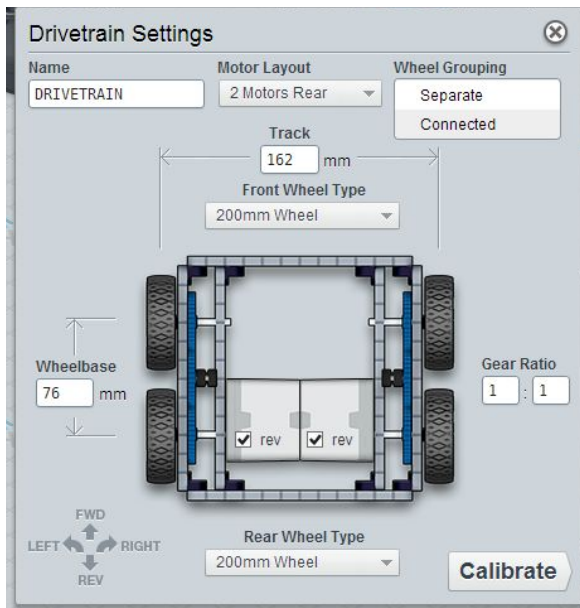 Drivetrain Settings
Name
Motor Layout
Wheel Grouping
DRIVETRAIN
2 Motors Rear
Separate
Connected
Track
162 mm
Front Wheel Type
200mm Wheel
Wheelbase
76 mm
Gear Ratio
1 : 1
rev
rev
FWD
LEFT RIGHT
REV
Rear Wheel Type
200mm Wheel
Calibrate